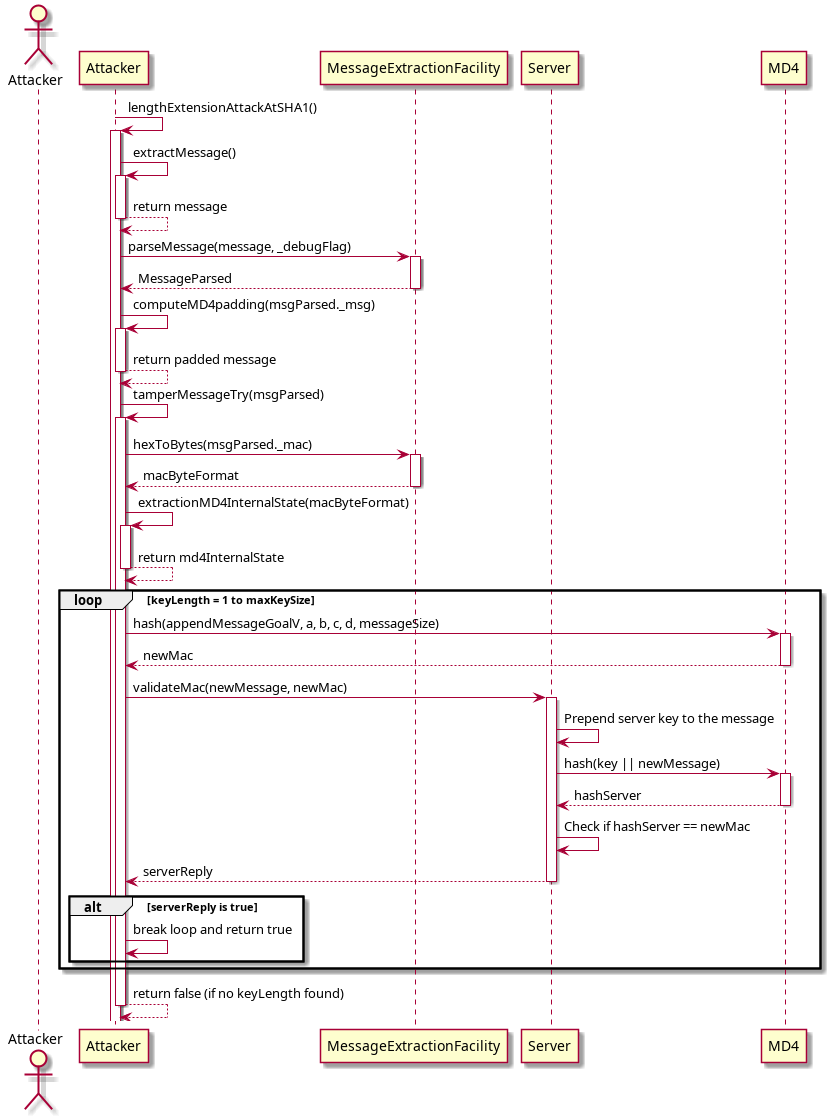 Attacker
Attacker
MessageExtractionFacility
Server
MD4
lengthExtensionAttackAtSHA1()
extractMessage()
return message
parseMessage(message, _debugFlag)
MessageParsed
computeMD4padding(msgParsed._msg)
return padded message
tamperMessageTry(msgParsed)
hexToBytes(msgParsed._mac)
macByteFormat
extractionMD4InternalState(macByteFormat)
return md4InternalState
loop [keyLength = 1 to maxKeySize]
hash(appendMessageGoalV, a, b, c, d, messageSize)
newMac
validateMac(newMessage, newMac)
Prepend server key to the message
hash(key || newMessage)
hashServer
Check if hashServer == newMac
serverReply
alt [serverReply is true]
break loop and return true
return false (if no keyLength found)
Attacker
Attacker
MessageExtractionFacility
Server
MD4